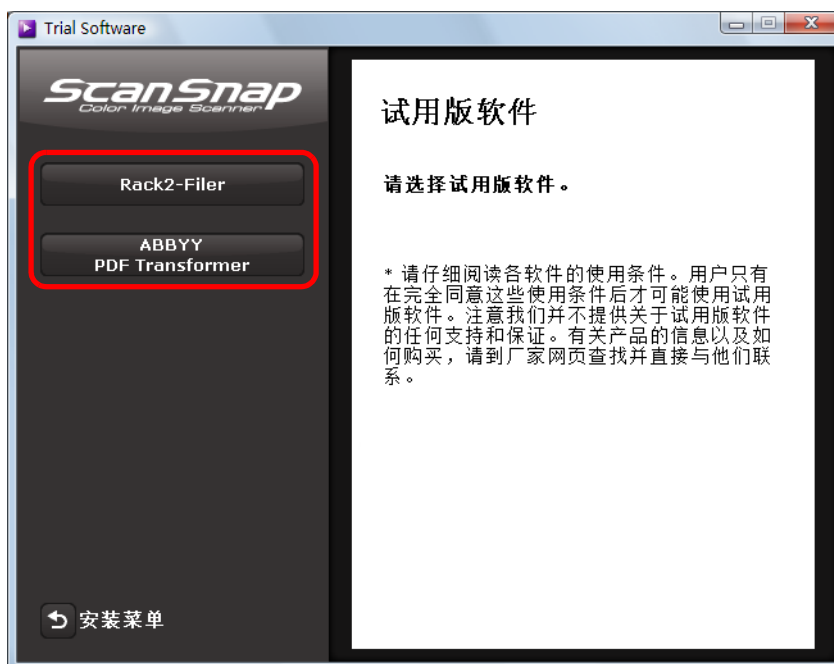 Trial Software
ScanSnap
Color Image Scanner
Rack2-Filer
ABBYY
PDF Transformer
安装菜单
试用版软件
请选择试用版软件。
* 请仔细阅读各软件的使用条件。用户只有
在完全同意这些使用条件后才可能使用试用
版软件。注意我们并不提供关于试用版软件
的任何支持和保证。有关产品的信息以及如
何购买，请到厂家网页查找并直接与他们联
系。